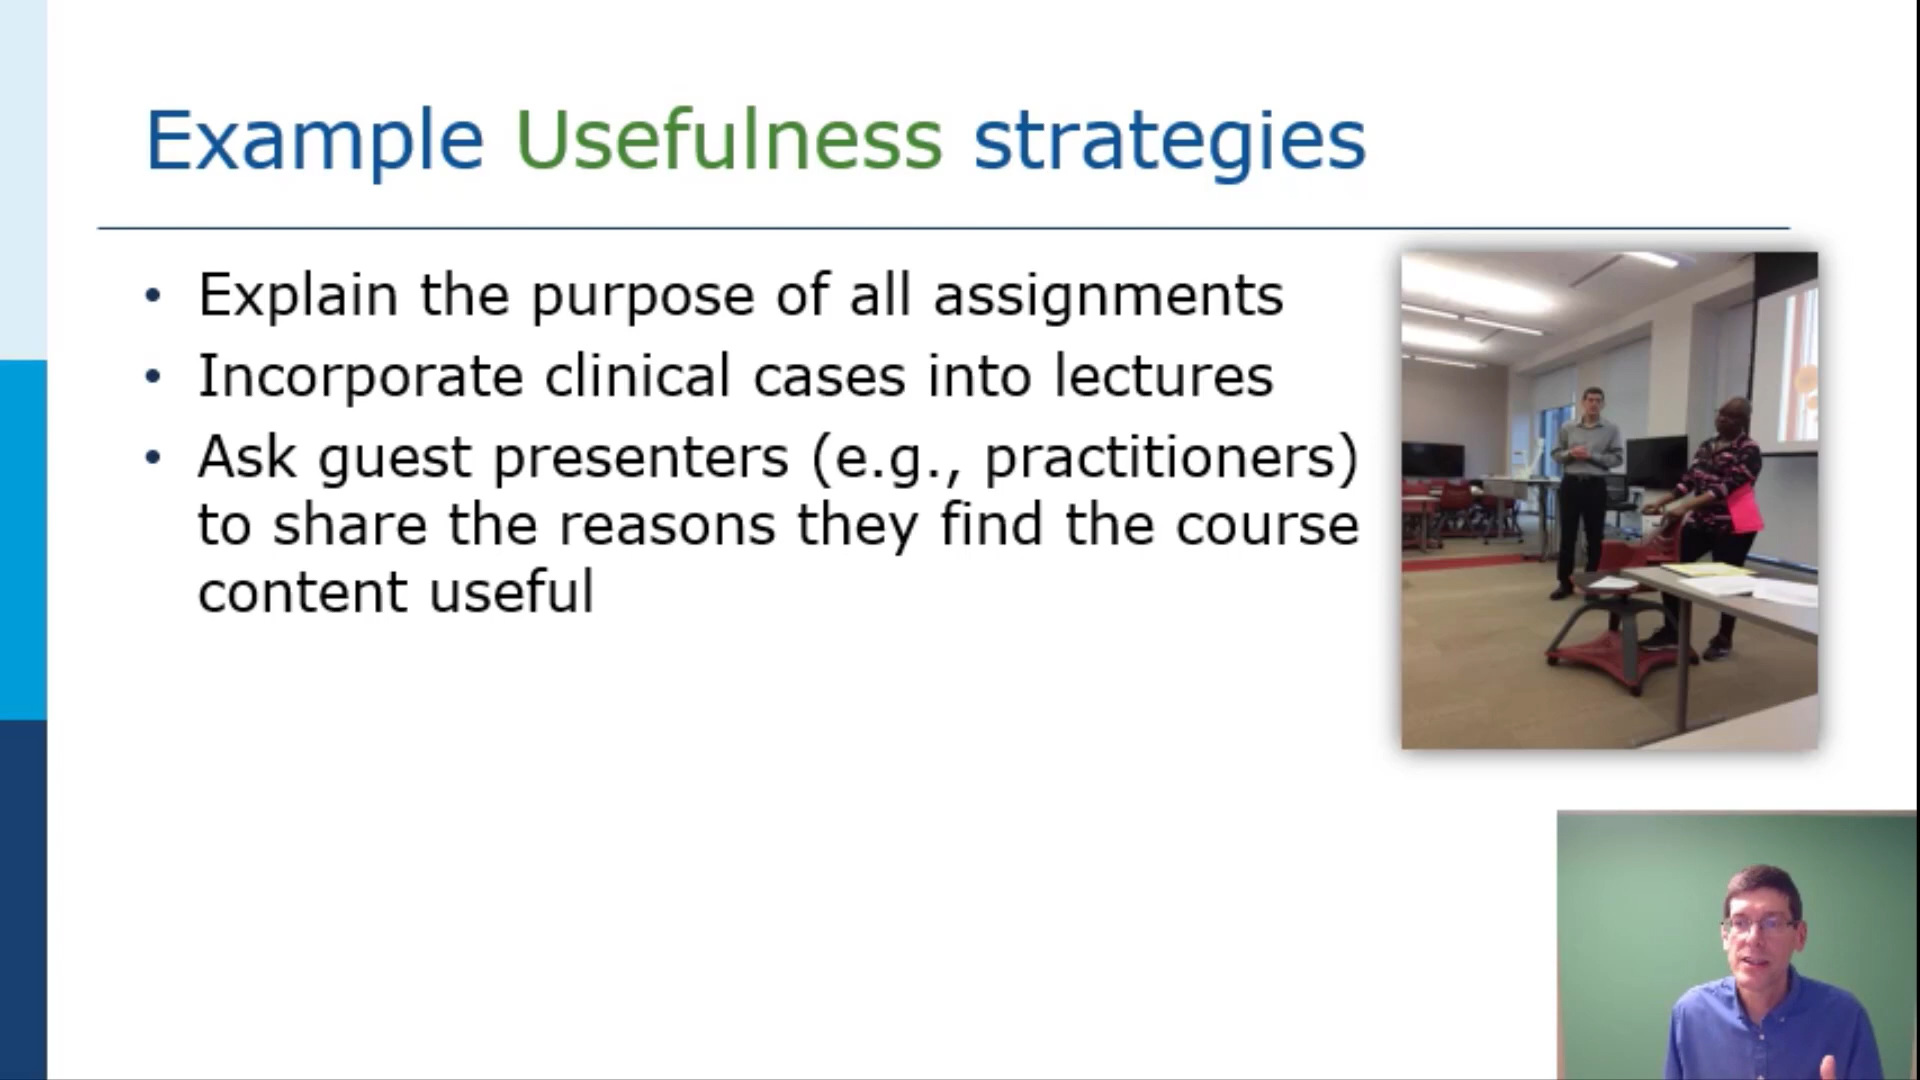 Example Usefulness strategies
• Explain the purpose of all assignments
• Incorporate clinical cases into lectures
• Ask guest presenters (e.g., practitioners)
to share the reasons they find the course
content useful